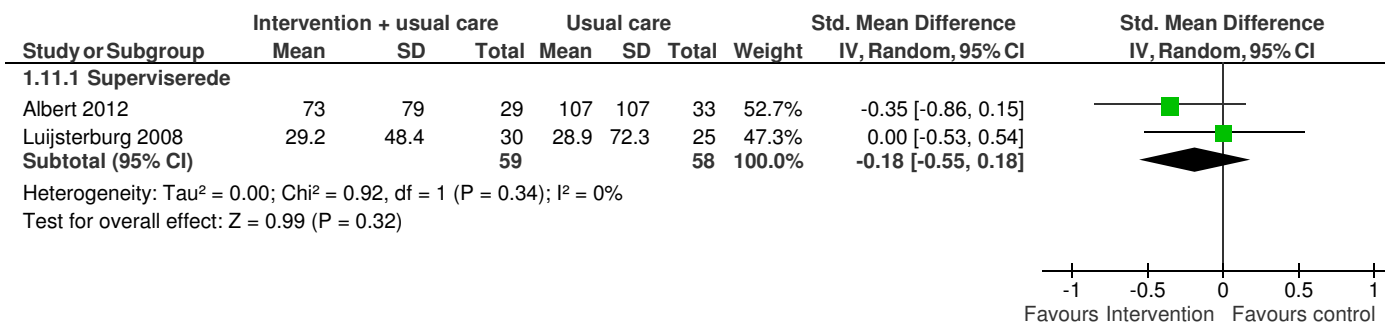 Intervention + usual care Usual care Std. Mean Difference Std. Mean Difference
Study or Subgroup Mean SD Total Mean SD Total Weight IV, Random, 95% CI IV, Random, 95% CI
1.11.1 Superviserede
Albert 2012 73 79 29 107 107 33 52.7% -0.35 [-0.86, 0.15]
Luijsterburg 2008 29.2 48.4 30 28.9 72.3 25 47.3% 0.00 [-0.53, 0.54]
Subtotal (95% CI) 59 58 100.0% -0.18 [-0.55, 0.18]
Heterogeneity: Tau² = 0.00; Chi² = 0.92, df = 1 (P = 0.34); I² = 0%
Test for overall effect: Z = 0.99 (P = 0.32)
-1 -0.5 0 0.5 1
Favours Intervention Favours control